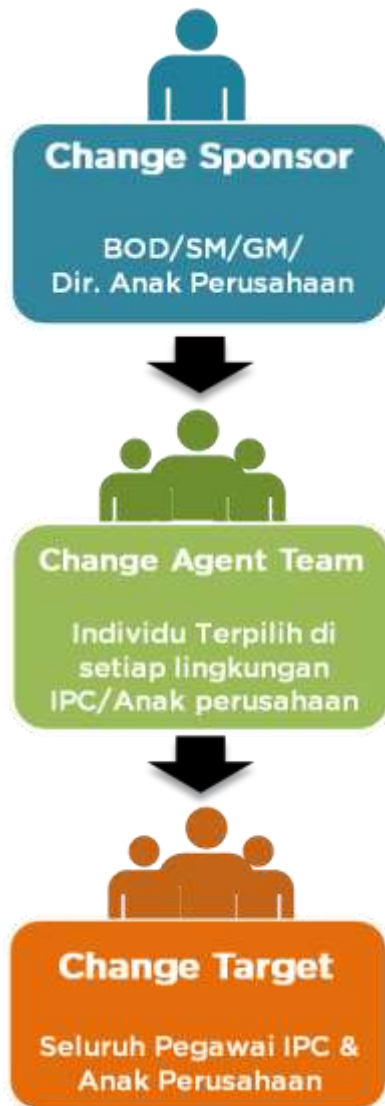 Change Sponsor
BOD/SM/GM/
Dir. Anak Perusahaan
Change Agent Team
Individu Terpilih di
setiap lingkungan
IPC/Anak perusahaan
Change Target
Seluruh Pegawai IPC &
Anak Perusahaan